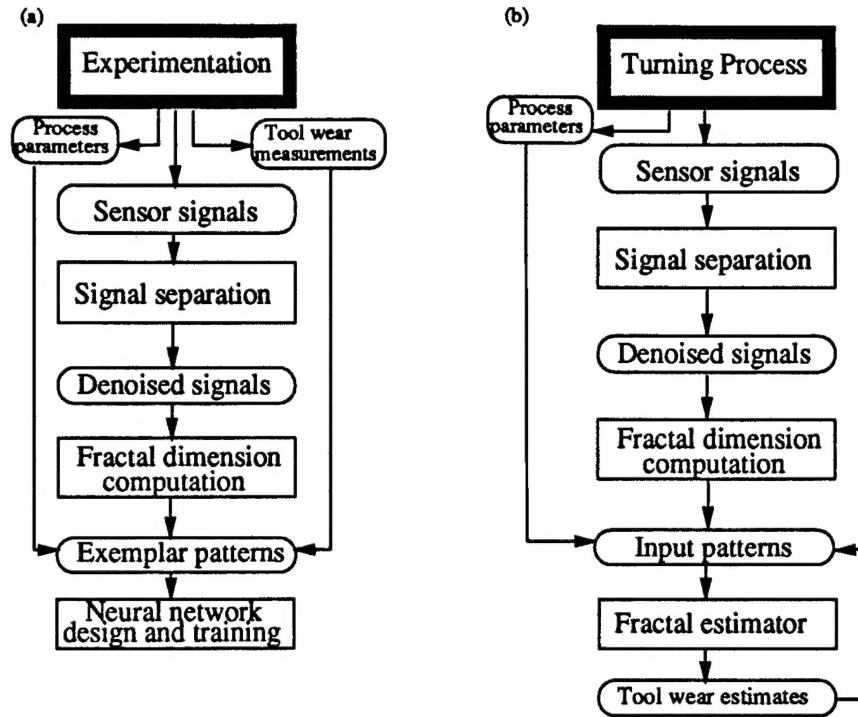 (a)
Experimentation
Process
parameters
Tool wear
measurements
Sensor signals
Signal separation
Denoised signals
Fractal dimension
computation
Exemplar patterns
Neural network
design and training
(b)
Turning Process
Process
parameters
Sensor signals
Signal separation
Denoised signals
Fractal dimension
computation
Input patterns
Fractal estimator
Tool wear estimates